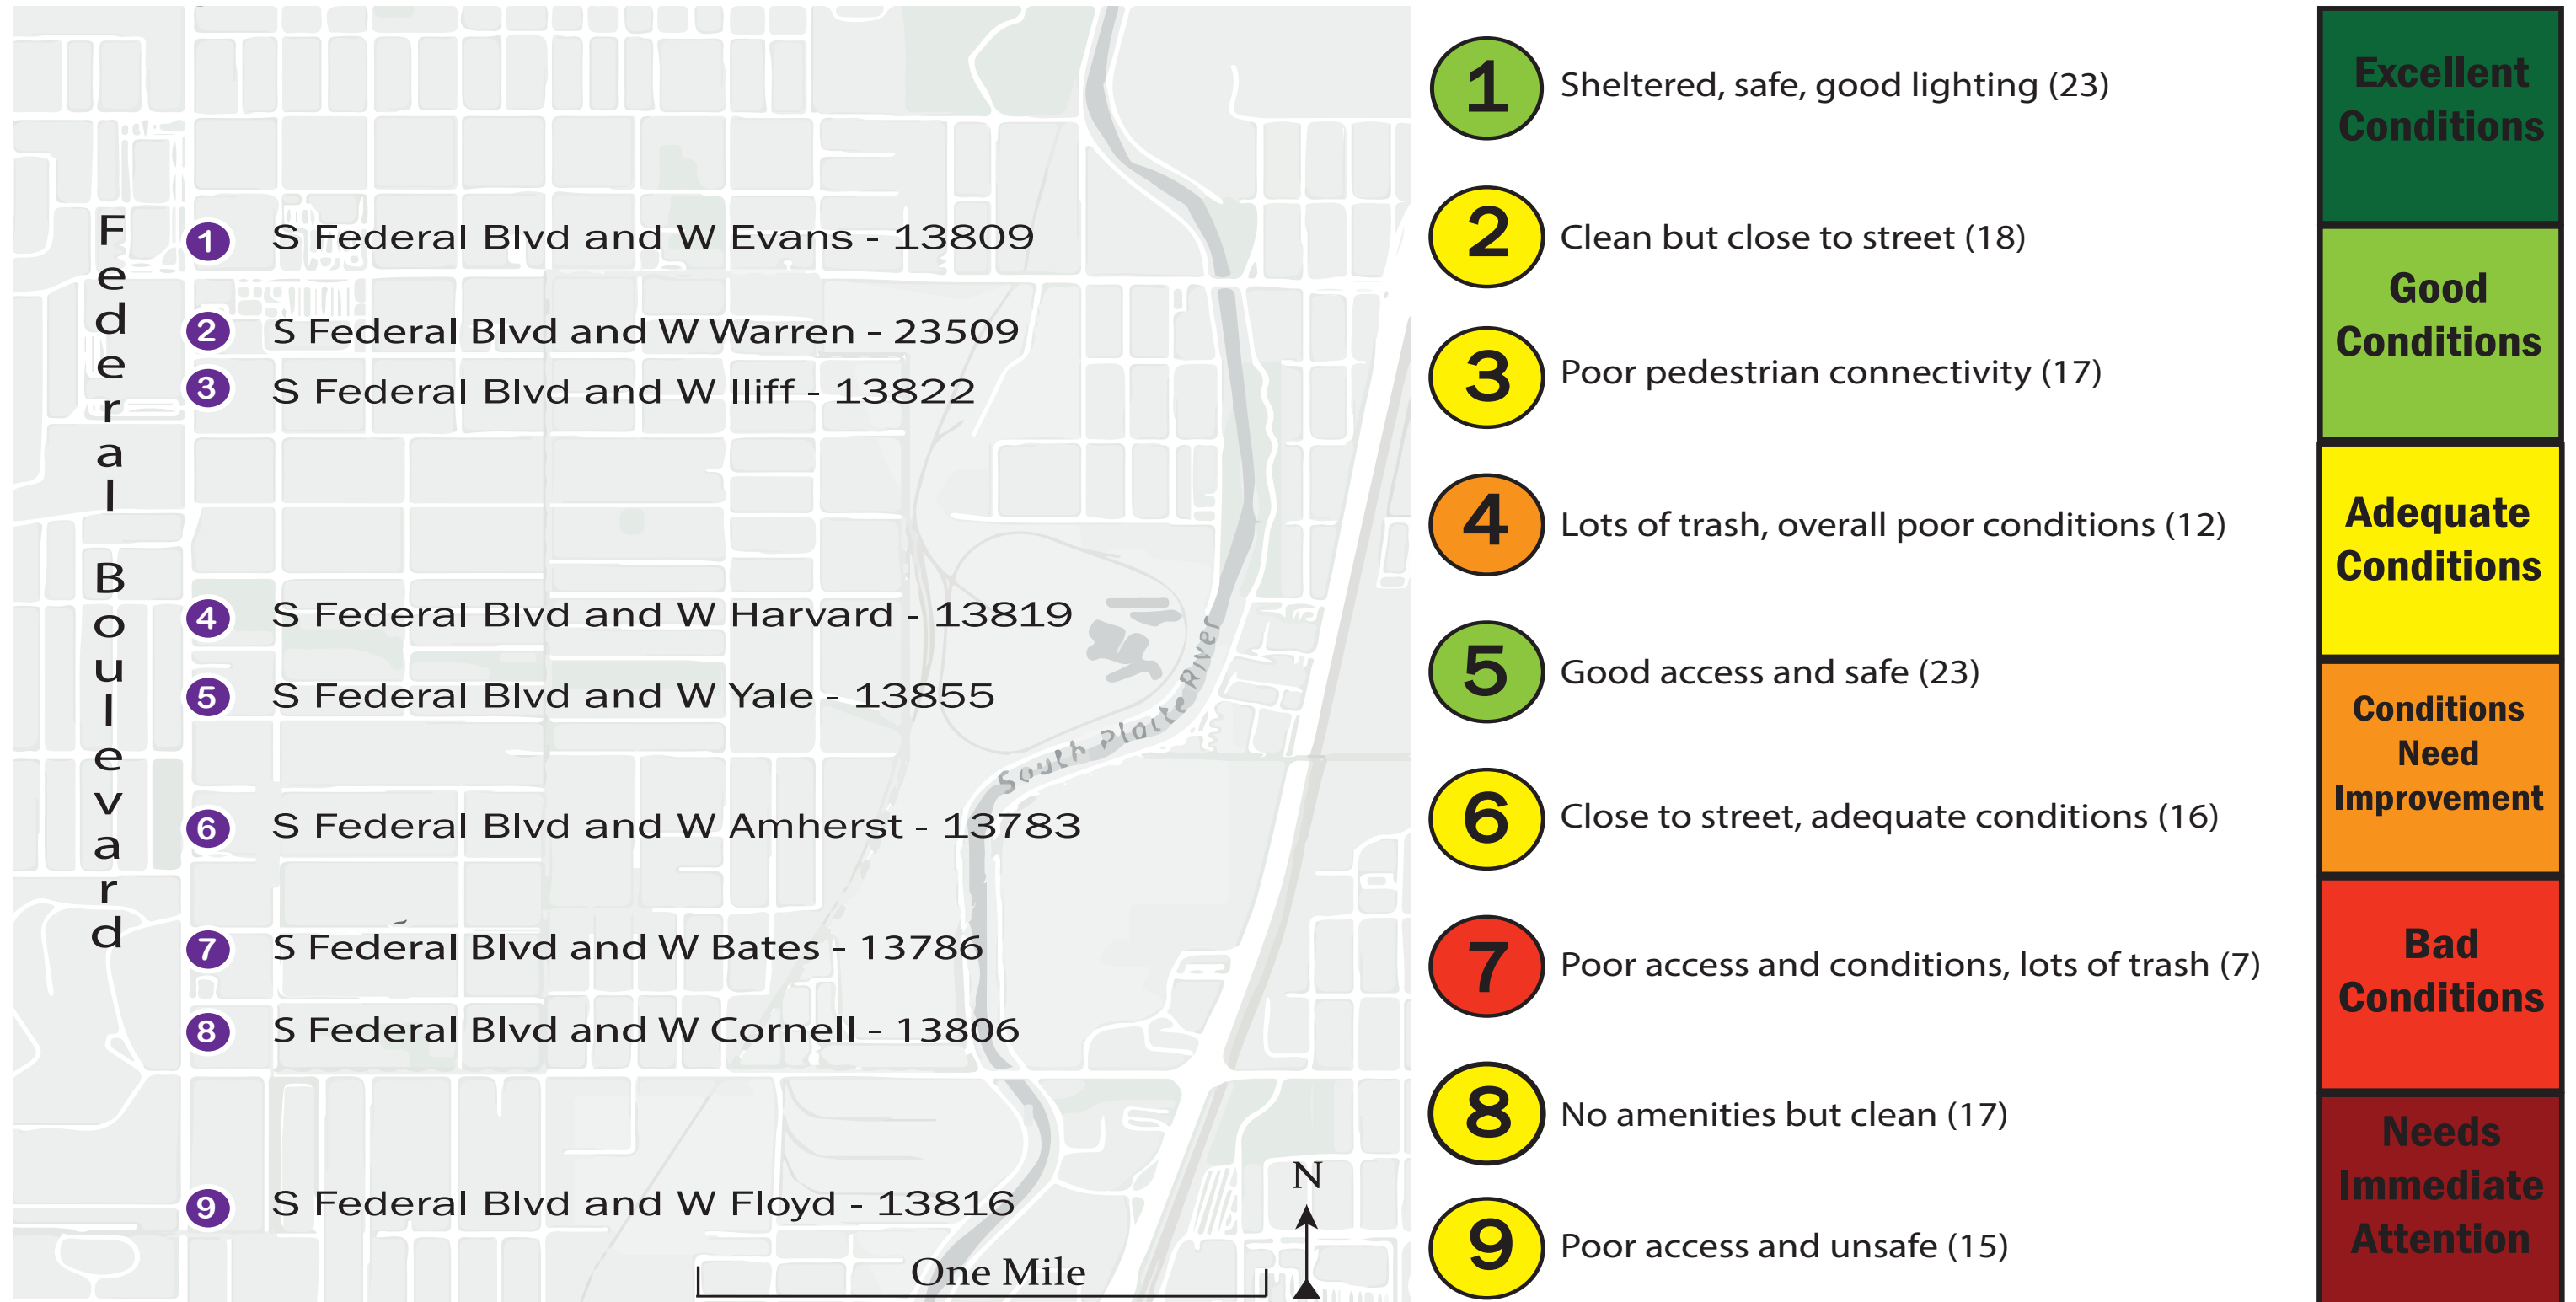 Federal Boulevard
1 S Federal Blvd and W Evans - 13809
2 S Federal Blvd and W Warren - 23509
3 S Federal Blvd and W Iliff - 13822
4 S Federal Blvd and W Harvard - 13819
5 S Federal Blvd and W Yale - 13855
6 S Federal Blvd and W Amherst - 13783
7 S Federal Blvd and W Bates - 13786
8 S Federal Blvd and W Cornell - 13806
9 S Federal Blvd and W Floyd - 13816
South Platte River
N
One Mile
1 Sheltered, safe, good lighting (23)
2 Clean but close to street (18)
3 Poor pedestrian connectivity (17)
4 Lots of trash, overall poor conditions (12)
5 Good access and safe (23)
6 Close to street, adequate conditions (16)
7 Poor access and conditions, lots of trash (7)
8 No amenities but clean (17)
9 Poor access and unsafe (15)
Excellent
Conditions
Good
Conditions
Adequate
Conditions
Conditions
Need
Improvement
Bad
Conditions
Needs
Immediate
Attention